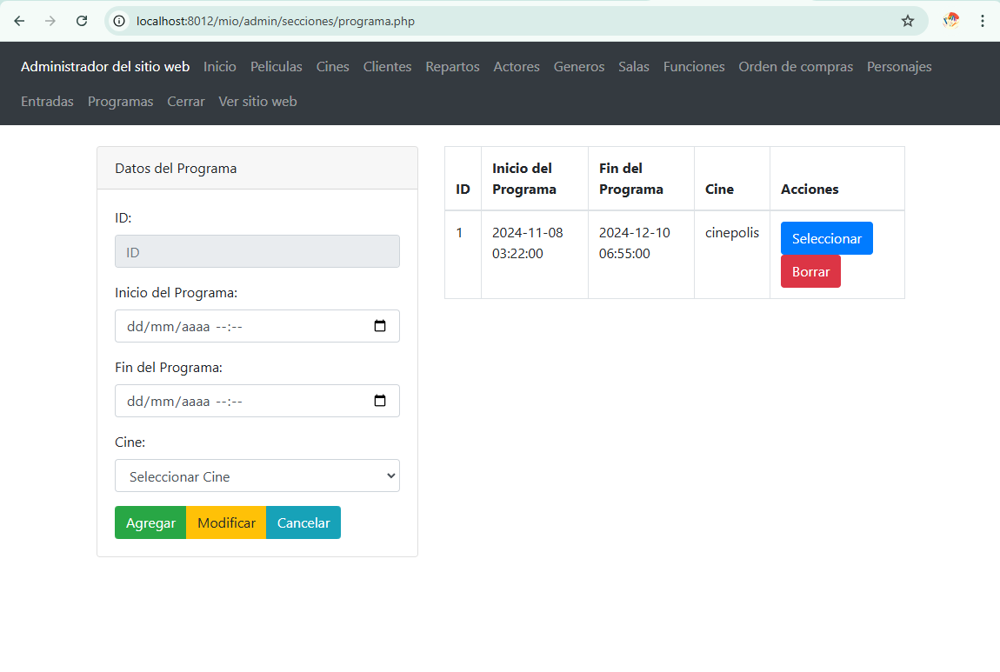 localhost:8012/mio/admin/secciones/programa.php
Administrador del sitio web Inicio Peliculas Cines Clientes Repartos Actores Generos Salas Funciones Orden de compras Personajes
Entradas Programas Cerrar Ver sitio web
Datos del Programa
ID:
ID
Inicio del Programa:
dd/mm/aaaa --:--
Fin del Programa:
dd/mm/aaaa --:--
Cine:
Seleccionar Cine
Agregar Modificar Cancelar
ID Inicio del Programa Fin del Programa Cine Acciones
1 2024-11-08 03:22:00 2024-12-10 06:55:00 cinepolis Seleccionar
Borrar